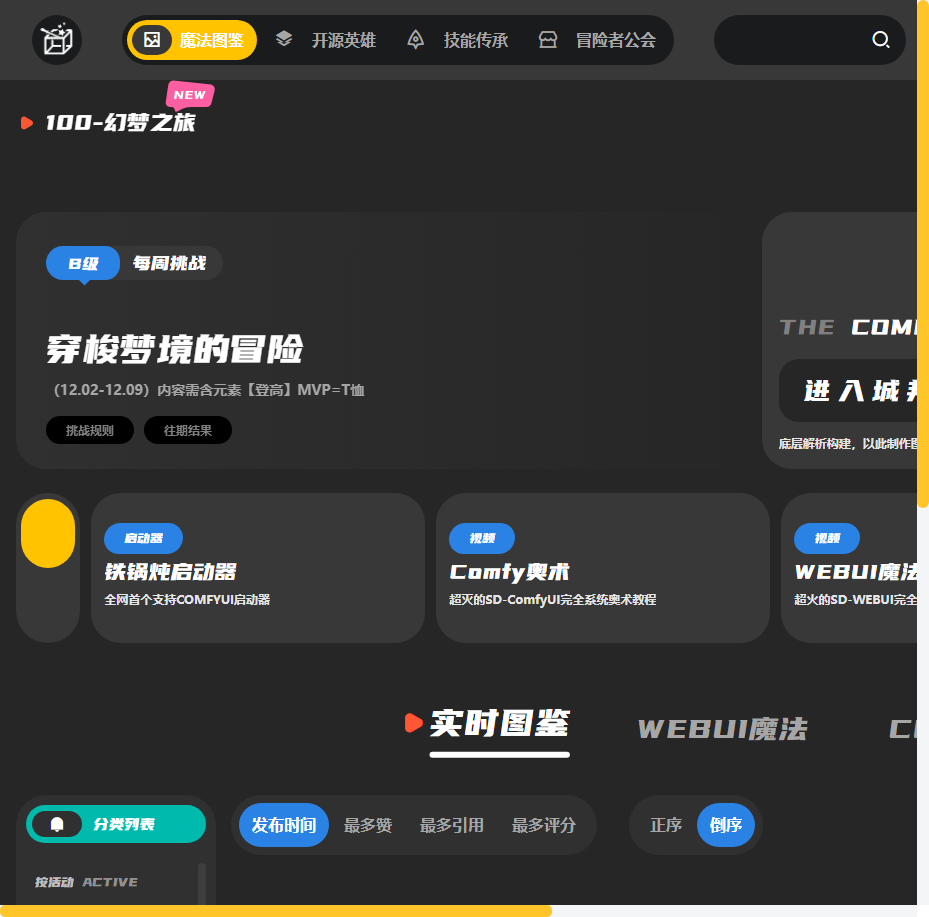 魔法图鉴 开源英雄 技能传承 冒险者公会
NEW
100-幻梦之旅
B级 每周挑战
穿梭梦境的冒险
（12.02-12.09）内容需含元素【登高】MVP=T恤
挑战规则 往期结果
THE COM
进入城
底层解析构建，以此制作
启动器
铁锅炖启动器
全网首个支持COMFYUI启动器
视频
Comfy奥术
超灭的SD-ComfyUI完全系统奥术教程
视频
WEBUI魔法
超火的SD-WEBUI完全
实时图鉴 WEBUI魔法 C
分类列表
发布时间 最多赞 最多引用 最多评分 正序 倒序
按活动 ACTIVE